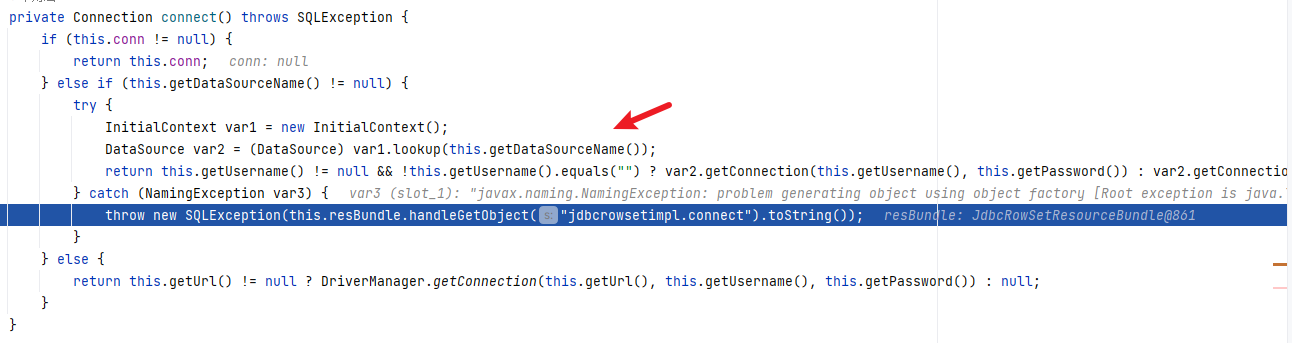 private Connection connect() throws SQLException {
if (this.conn != null) {
return this.conn; conn: null
} else if (this.getDataSourceName() != null) {
try {
InitialContext var1 = new InitialContext();
DataSource var2 = (DataSource) var1.lookup(this.getDataSourceName());
return this.getUsername() != null && !this.getUsername().equals("") ? var2.getConnection(this.getUsername(), this.getPassword()) : var2.getConnectio
} catch (NamingException var3) { var3 (slot_1): "javax.naming.NamingException: problem generating object using object factory [Root exception is java.
throw new SQLException(this.resBundle.handleGetObject( s: "jdbcrowsetimpl.connect").toString()); resBundle: JdbcRowSetResourceBundle@861
}
} else {
return this.getUrl() != null ? DriverManager.getConnection(this.getUrl(), this.getUsername(), this.getPassword()) : null;
}
}